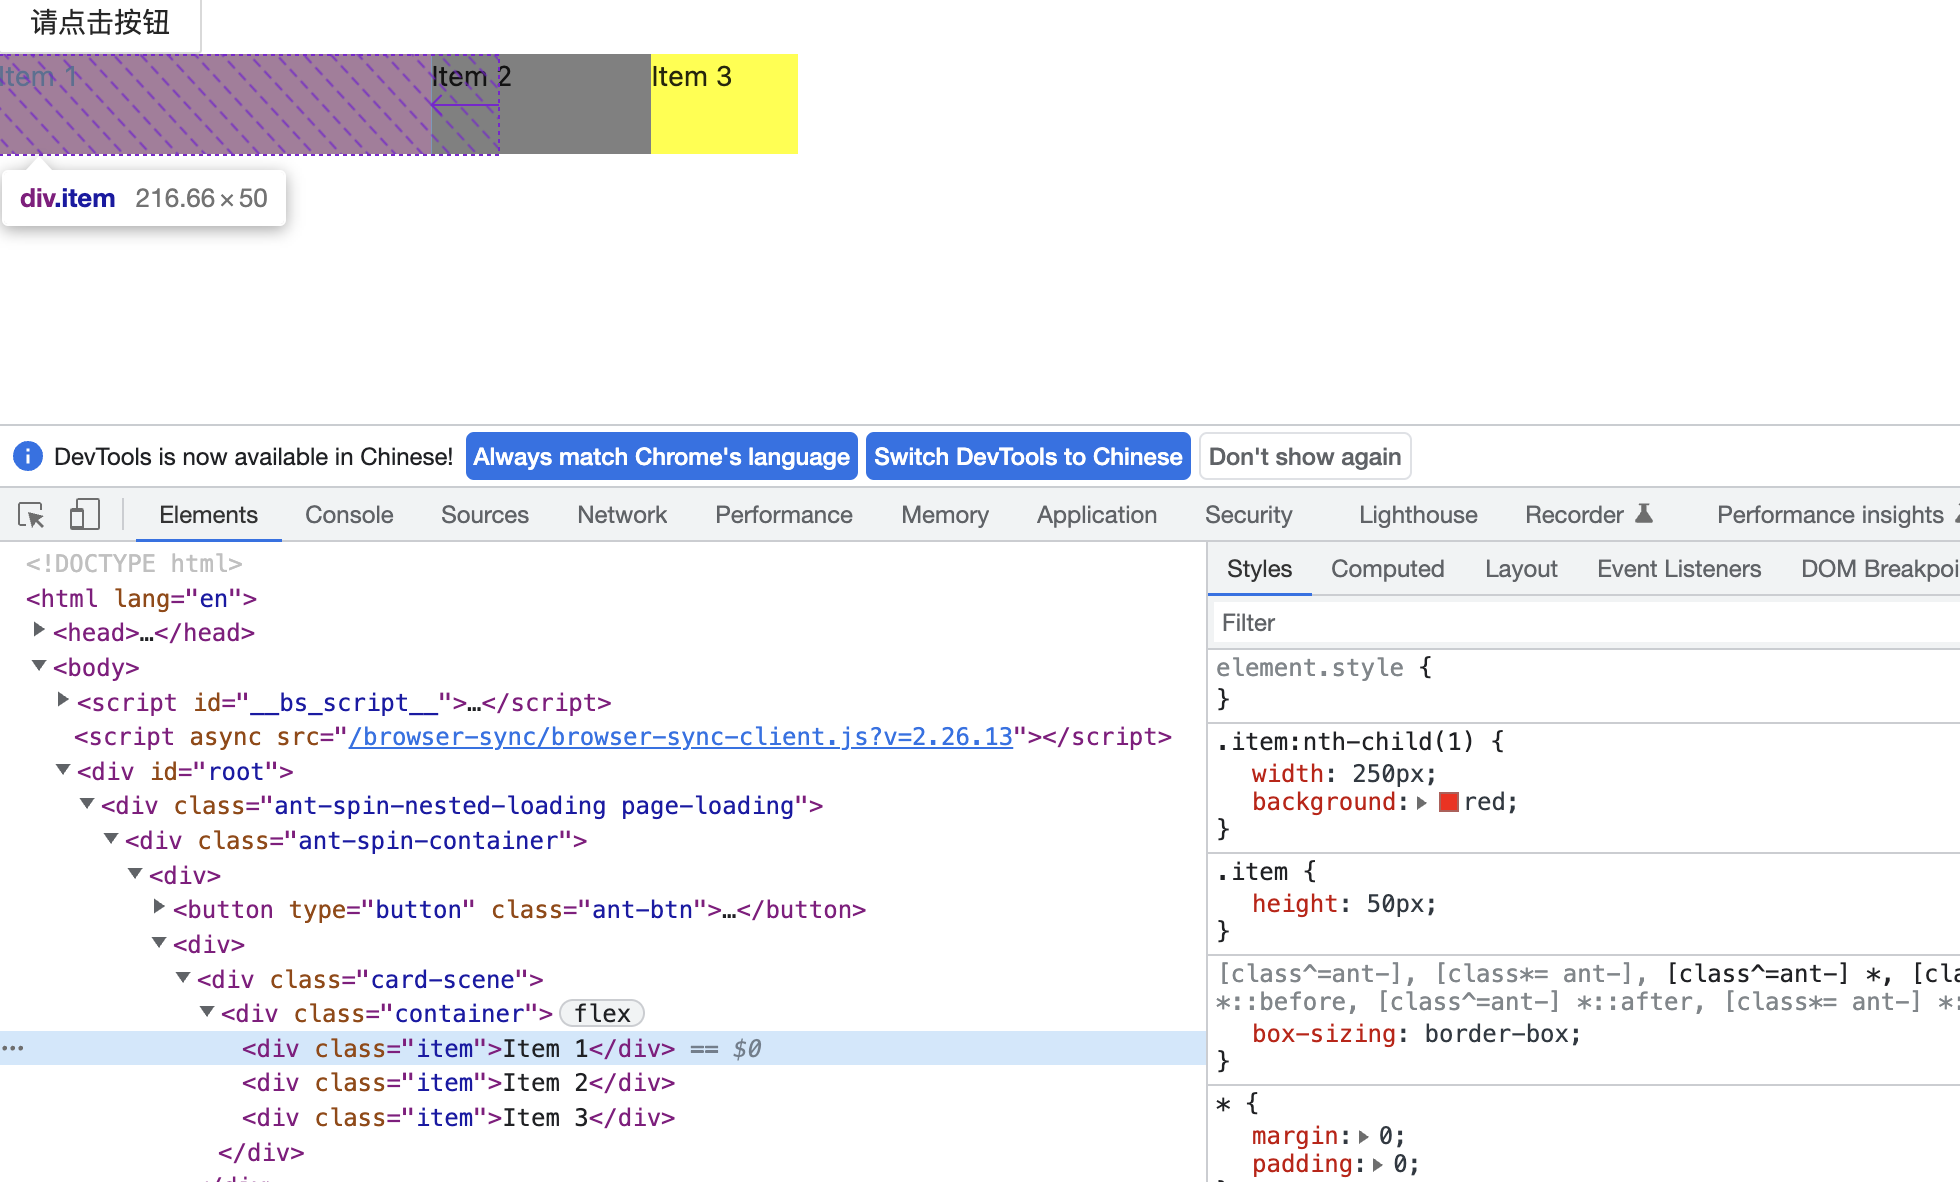 请点击按钮
Item 1
Item 2
Item 3
div.item 216.66×50
DevTools is now available in Chinese! Always match Chrome's language Switch DevTools to Chinese Don't show again
Elements Console Sources Network Performance Memory Application Security Lighthouse Recorder Performance insights
<!DOCTYPE html>
<html lang="en">
<head>…</head>
<body>
<script id="__bs_script__">…</script>
<script async src="/browser-sync/browser-sync-client.js?v=2.26.13"></script>
<div id="root">
<div class="ant-spin-nested-loading page-loading">
<div class="ant-spin-container">
<div>
<button type="button" class="ant-btn">…</button>
<div>
<div class="card-scene">
<div class="container"> flex
… <div class="item">Item 1</div> == $0
<div class="item">Item 2</div>
<div class="item">Item 3</div>
</div>
Styles Computed Layout Event Listeners DOM Breakpoi
Filter
element.style {
}
.item:nth-child(1) {
width: 250px;
background: red;
}
.item {
height: 50px;
}
[class^=ant-], [class*= ant-], [class^=ant-] *, [cla
*::before, [class^=ant-] *::after, [class*= ant-] *:
box-sizing: border-box;
}
* {
margin: 0;
padding: 0;